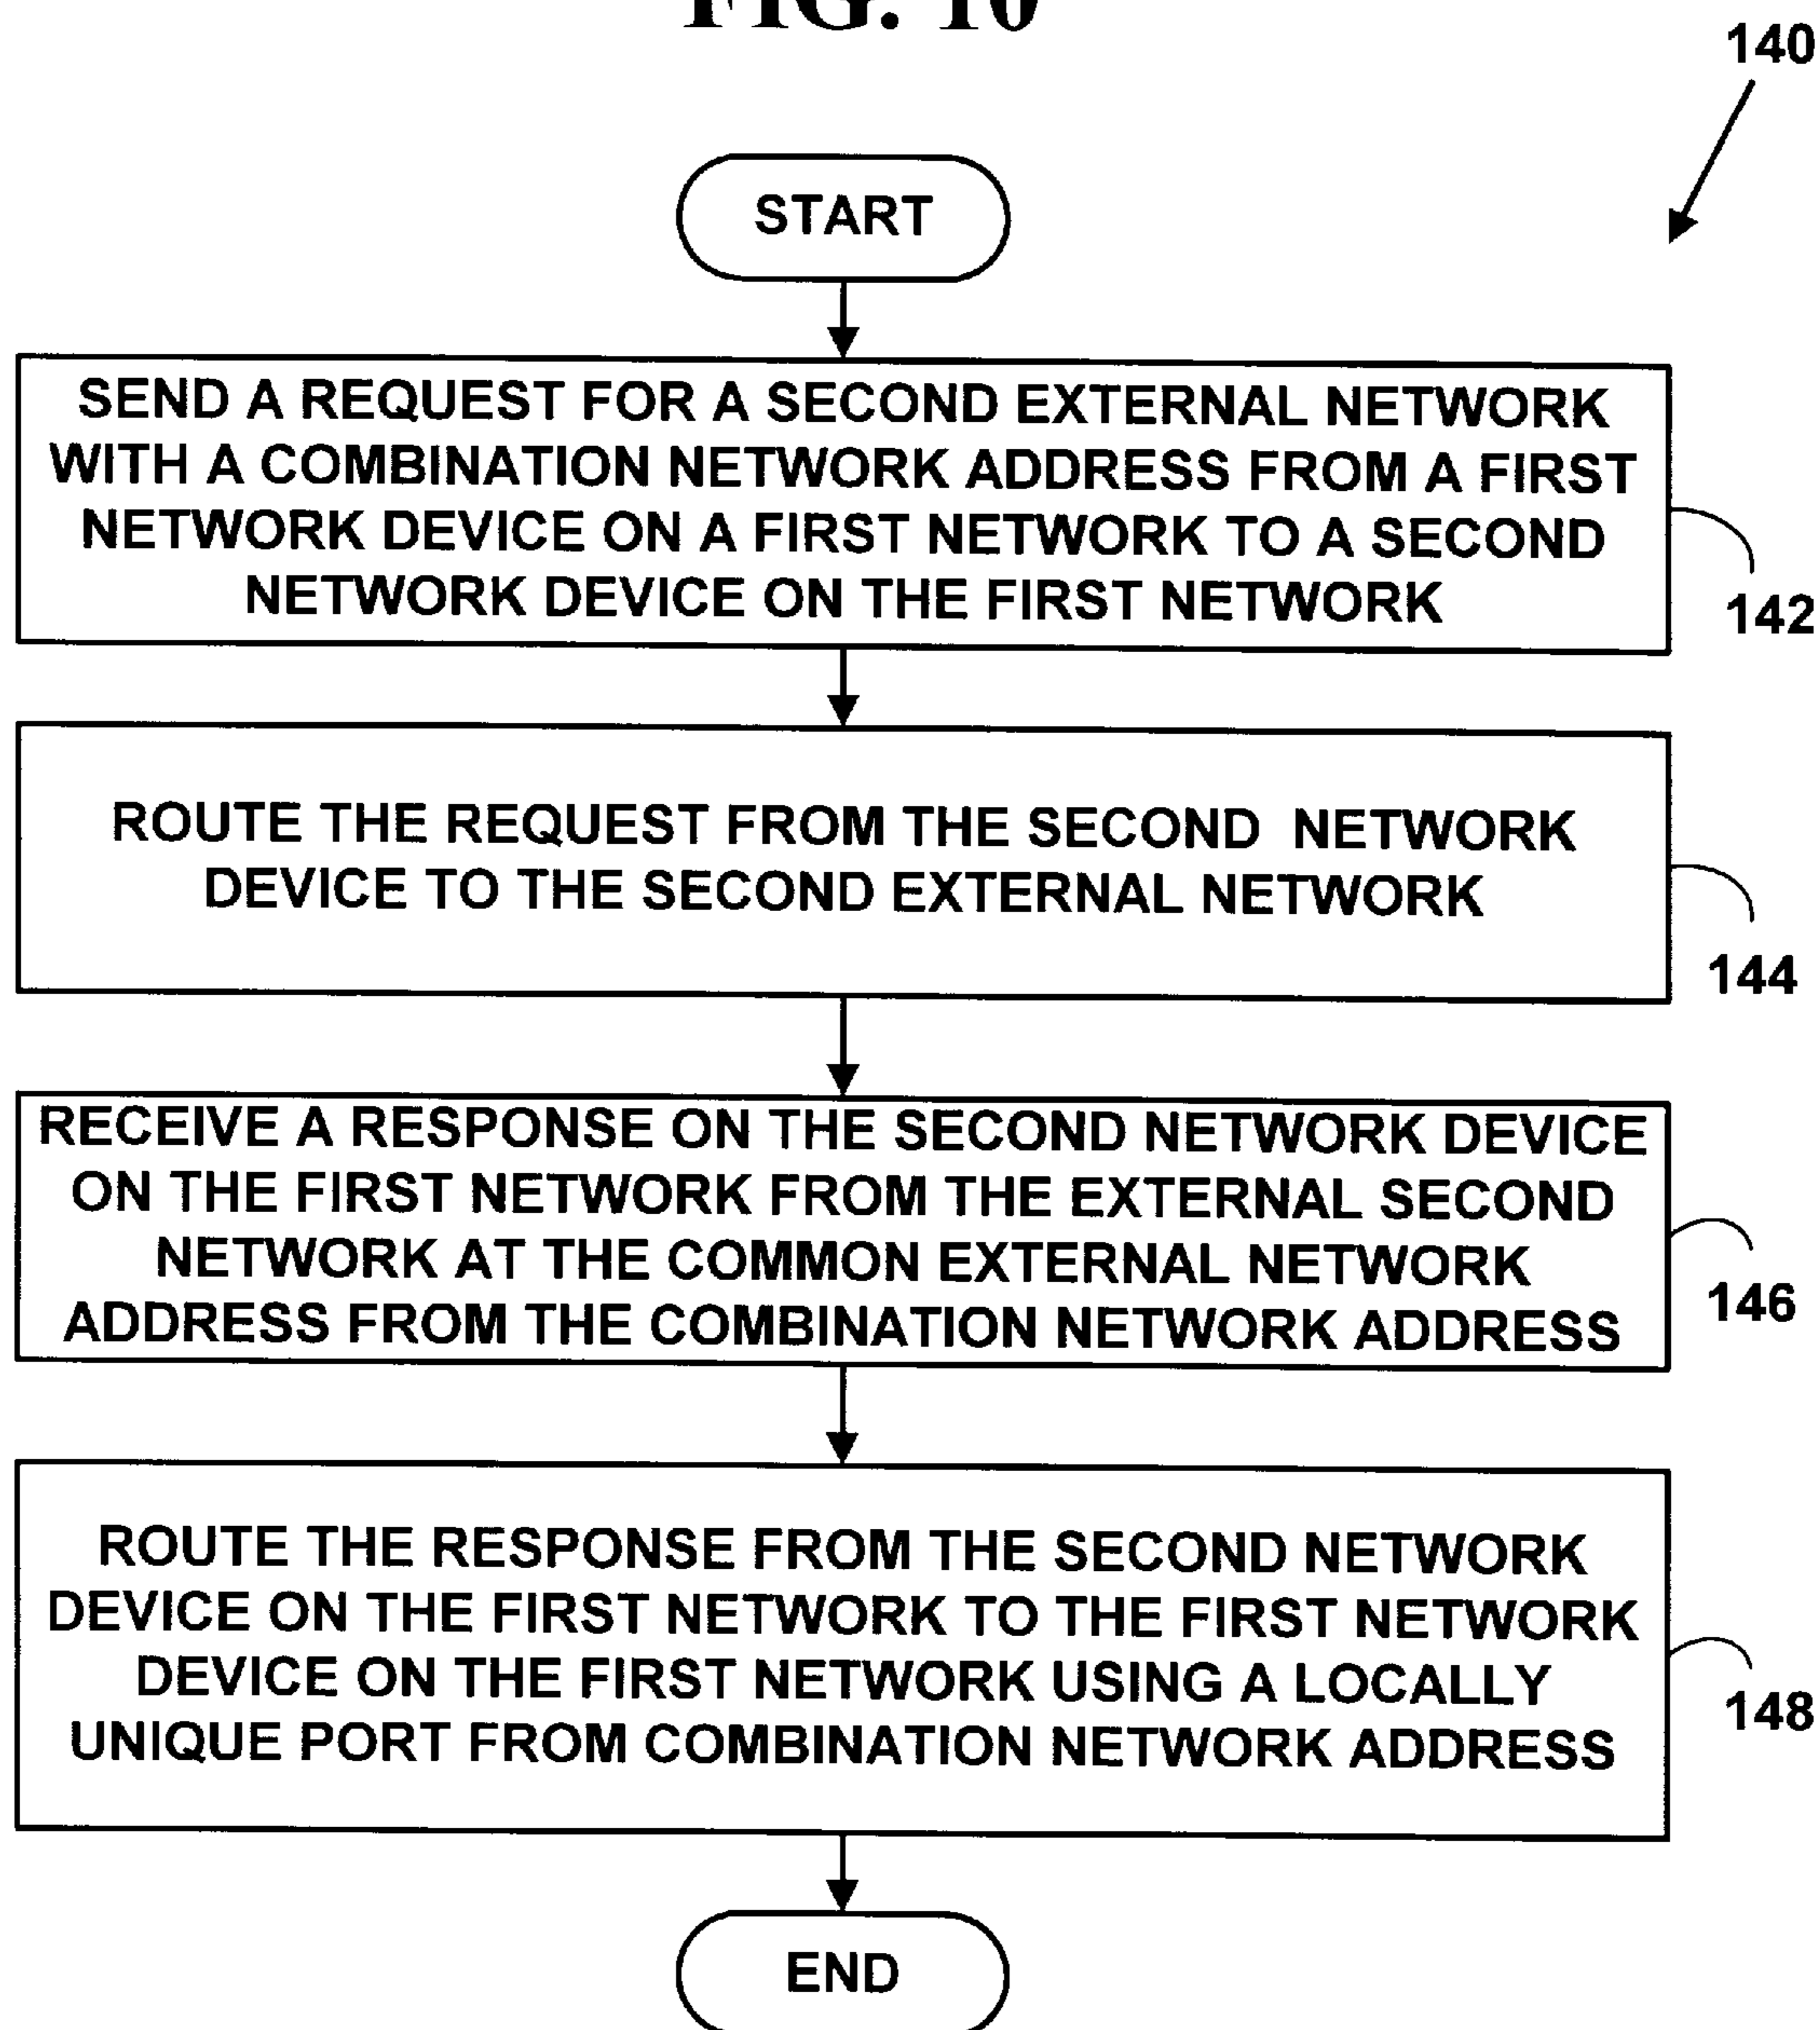 FIG. 10
140
START
SEND A REQUEST FOR A SECOND EXTERNAL NETWORK
WITH A COMBINATION NETWORK ADDRESS FROM A FIRST
NETWORK DEVICE ON A FIRST NETWORK TO A SECOND
NETWORK DEVICE ON THE FIRST NETWORK
142
ROUTE THE REQUEST FROM THE SECOND NETWORK
DEVICE TO THE SECOND EXTERNAL NETWORK
144
RECEIVE A RESPONSE ON THE SECOND NETWORK DEVICE
ON THE FIRST NETWORK FROM THE EXTERNAL SECOND
NETWORK AT THE COMMON EXTERNAL NETWORK
ADDRESS FROM THE COMBINATION NETWORK ADDRESS
146
ROUTE THE RESPONSE FROM THE SECOND NETWORK
DEVICE ON THE FIRST NETWORK TO THE FIRST NETWORK
DEVICE ON THE FIRST NETWORK USING A LOCALLY
UNIQUE PORT FROM COMBINATION NETWORK ADDRESS
148
END